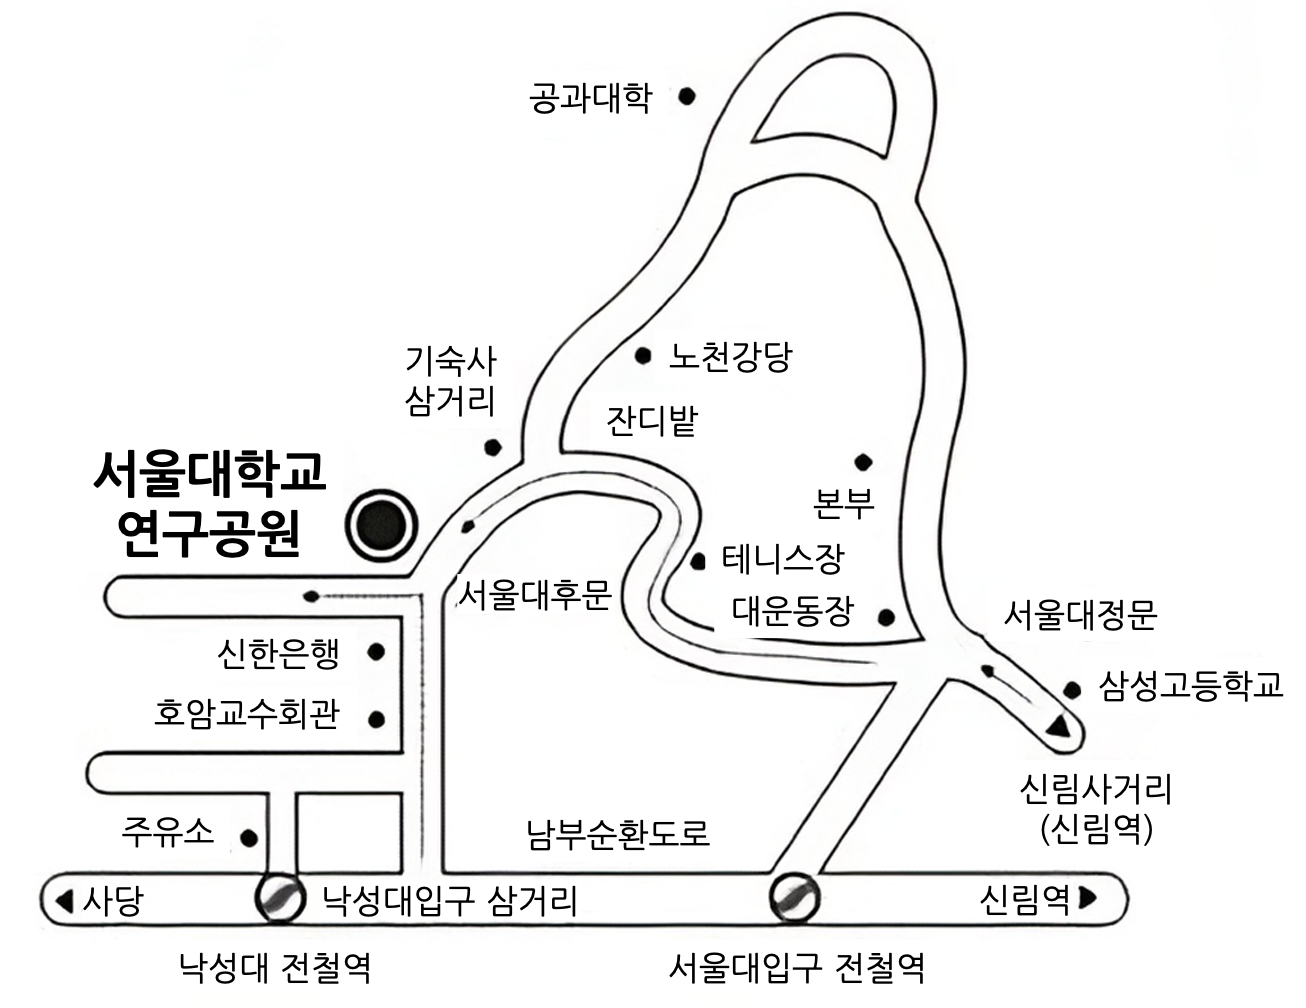 공과대학
노천강당
기숙사
삼거리
잔디밭
서울대학교
연구공원
본부
테니스장
서울대후문
대운동장
서울대정문
신한은행
삼성고등학교
호암교수회관
신림사거리
(신림역)
주유소
남부순환도로
사당
낙성대입구 삼거리
신림역
낙성대 전철역
서울대입구 전철역